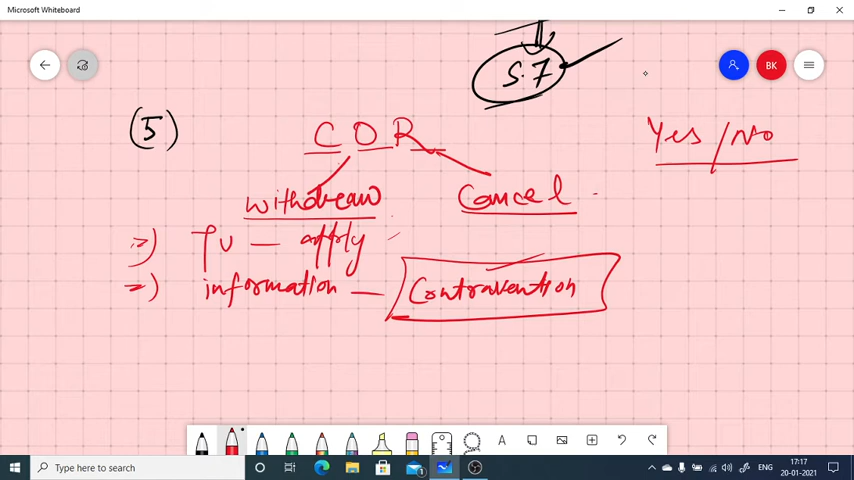 Microsoft Whiteboard
S.7
BK
(5)
COR
Yes/No
withdraw
Cancel
PV — apply
information — Contravention
Type here to search
ENG
17:17
20-01-2021